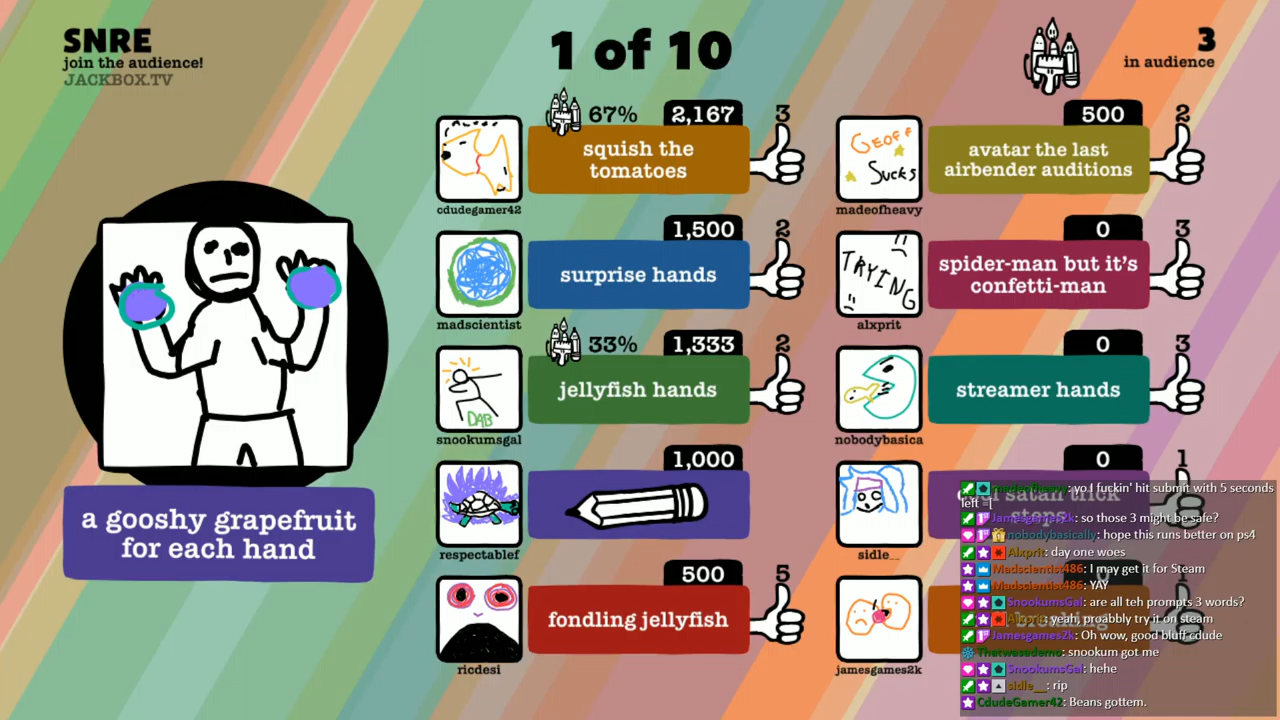 SNRE
join the audience!
JACKBOX.TV
1 of 10
3
in audience
a gooshy grapefruit
for each hand
67%
2,167
3
squish the
tomatoes
cdudegamer42
1,500
2
surprise hands
madscientist
33%
1,333
2
jellyfish hands
DAB
snookumsgal
1,000
respectablef
500
5
fondling jellyfish
ricdesi
500
2
GEOFF
SUCKS
avatar the last
airbender auditions
madeofheavy
0
3
TRYING
spider-man but it's
confetti-man
alxprit
0
3
streamer hands
nobodybasica
0
1
satan trick
sidle__
jamesgames2k
madeofheavy: yo I fuckin' hit submit with 5 seconds
left =[
Jamesgames2k: so those 3 might be safe?
nobodybasically: hope this runs better on ps4
Alxprit: day one woes
Madscientist486: I may get it for Steam
Madscientist486: YAY
SnookumsGal: are all teh prompts 3 words?
Alxprit: yeah, proabbly try it on steam
Jamesgames2k: Oh wow, good bluff cdude
Thatwasademo: snookum got me
SnookumsGal: hehe
sidle__: rip
CdudeGamer42: Beans gottem.